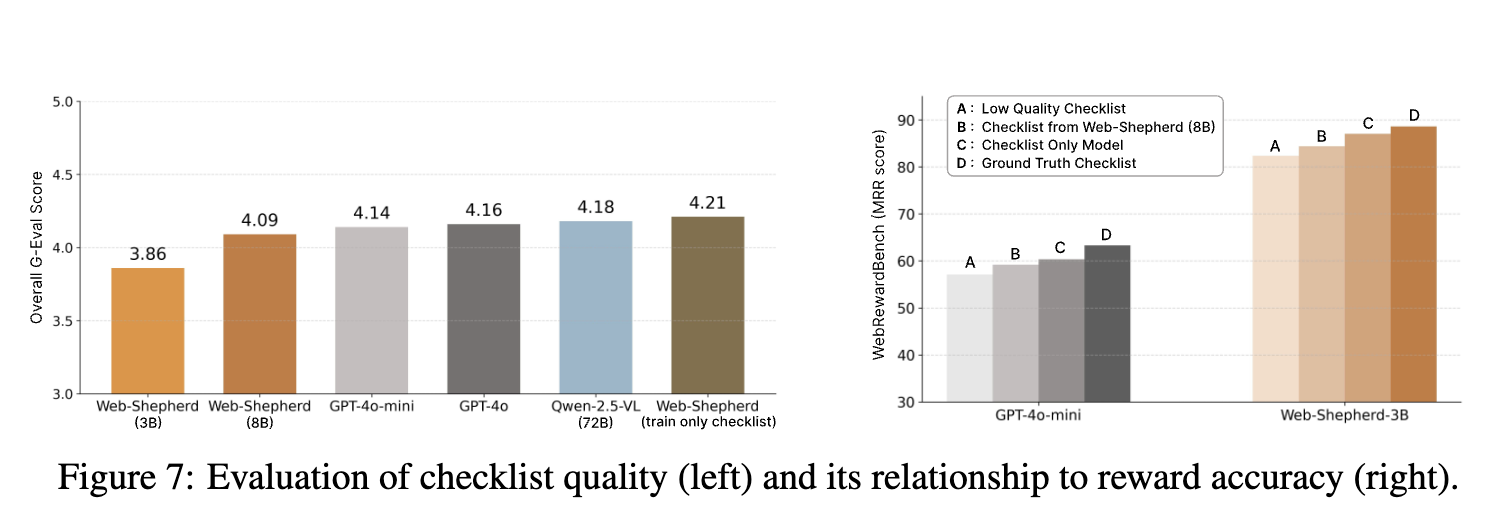 Overall G-Eval Score
5.0
4.5
4.0
3.5
3.0
3.86
4.09
4.14
4.16
4.18
4.21
Web-Shepherd
(3B)
Web-Shepherd
(8B)
GPT-4o-mini
GPT-4o
Qwen-2.5-VL
(72B)
Web-Shepherd
(train only checklist)
WebRewardBench (MRR score)
90
80
70
60
50
40
30
A : Low Quality Checklist
B : Checklist from Web-Shepherd (8B)
C : Checklist Only Model
D : Ground Truth Checklist
A
B
C
D
A
B
C
D
GPT-4o-mini
Web-Shepherd-3B
Figure 7: Evaluation of checklist quality (left) and its relationship to reward accuracy (right).